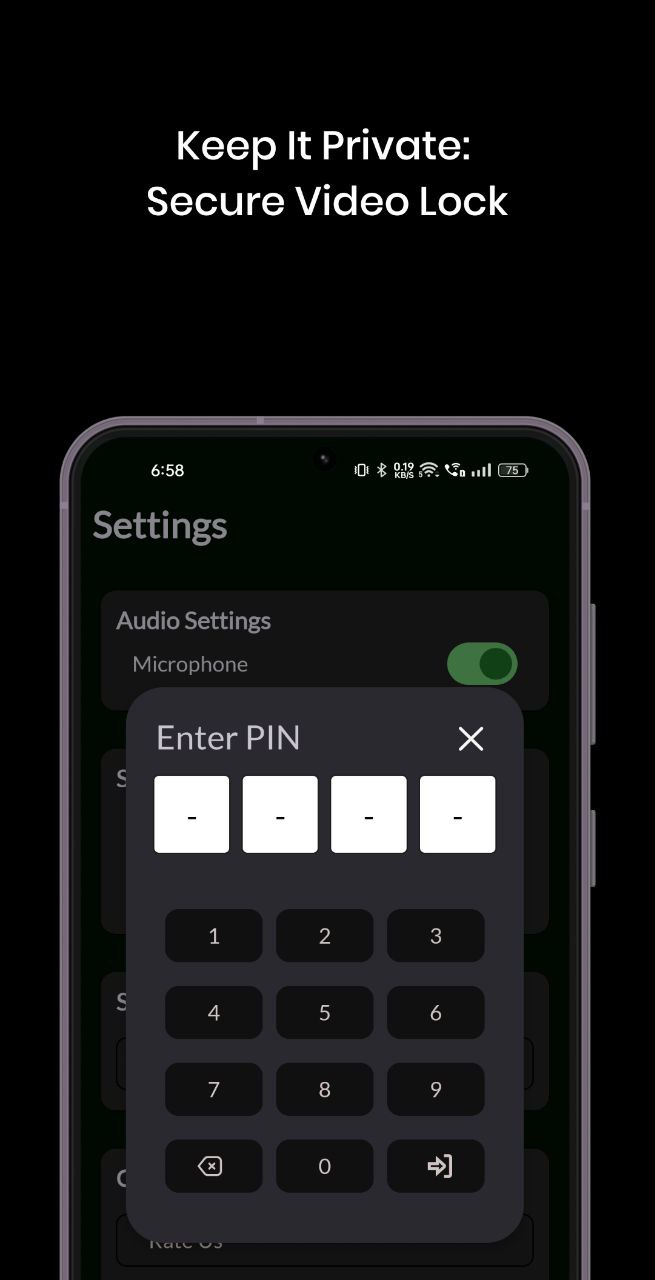 Keep It Private:
Secure Video Lock
6:58
0.19
KB/S
75
Settings
Audio Settings
Microphone
Enter PIN
- - - -
1 2 3
4 5 6
7 8 9
0
Rate Us